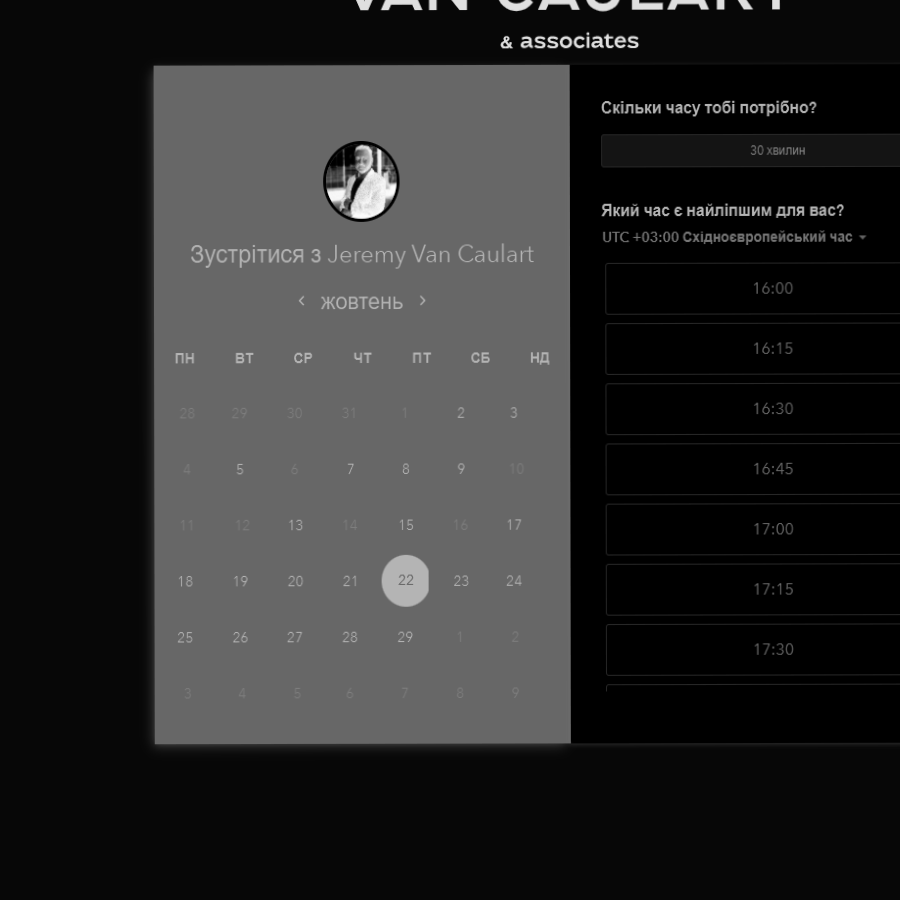 VAN CAULART
& associates
Зустрітися з Jeremy Van Caulart
‹ жовтень ›
ПН ВТ СР ЧТ ПТ СБ НД
28 29 30 31 1 2 3
4 5 6 7 8 9 10
11 12 13 14 15 16 17
18 19 20 21 22 23 24
25 26 27 28 29 1 2
3 4 5 6 7 8 9
Скільки часу тобі потрібно?
30 хвилин
Який час є найліпшим для вас?
UTC +03:00 Східноєвропейський час
16:00
16:15
16:30
16:45
17:00
17:15
17:30